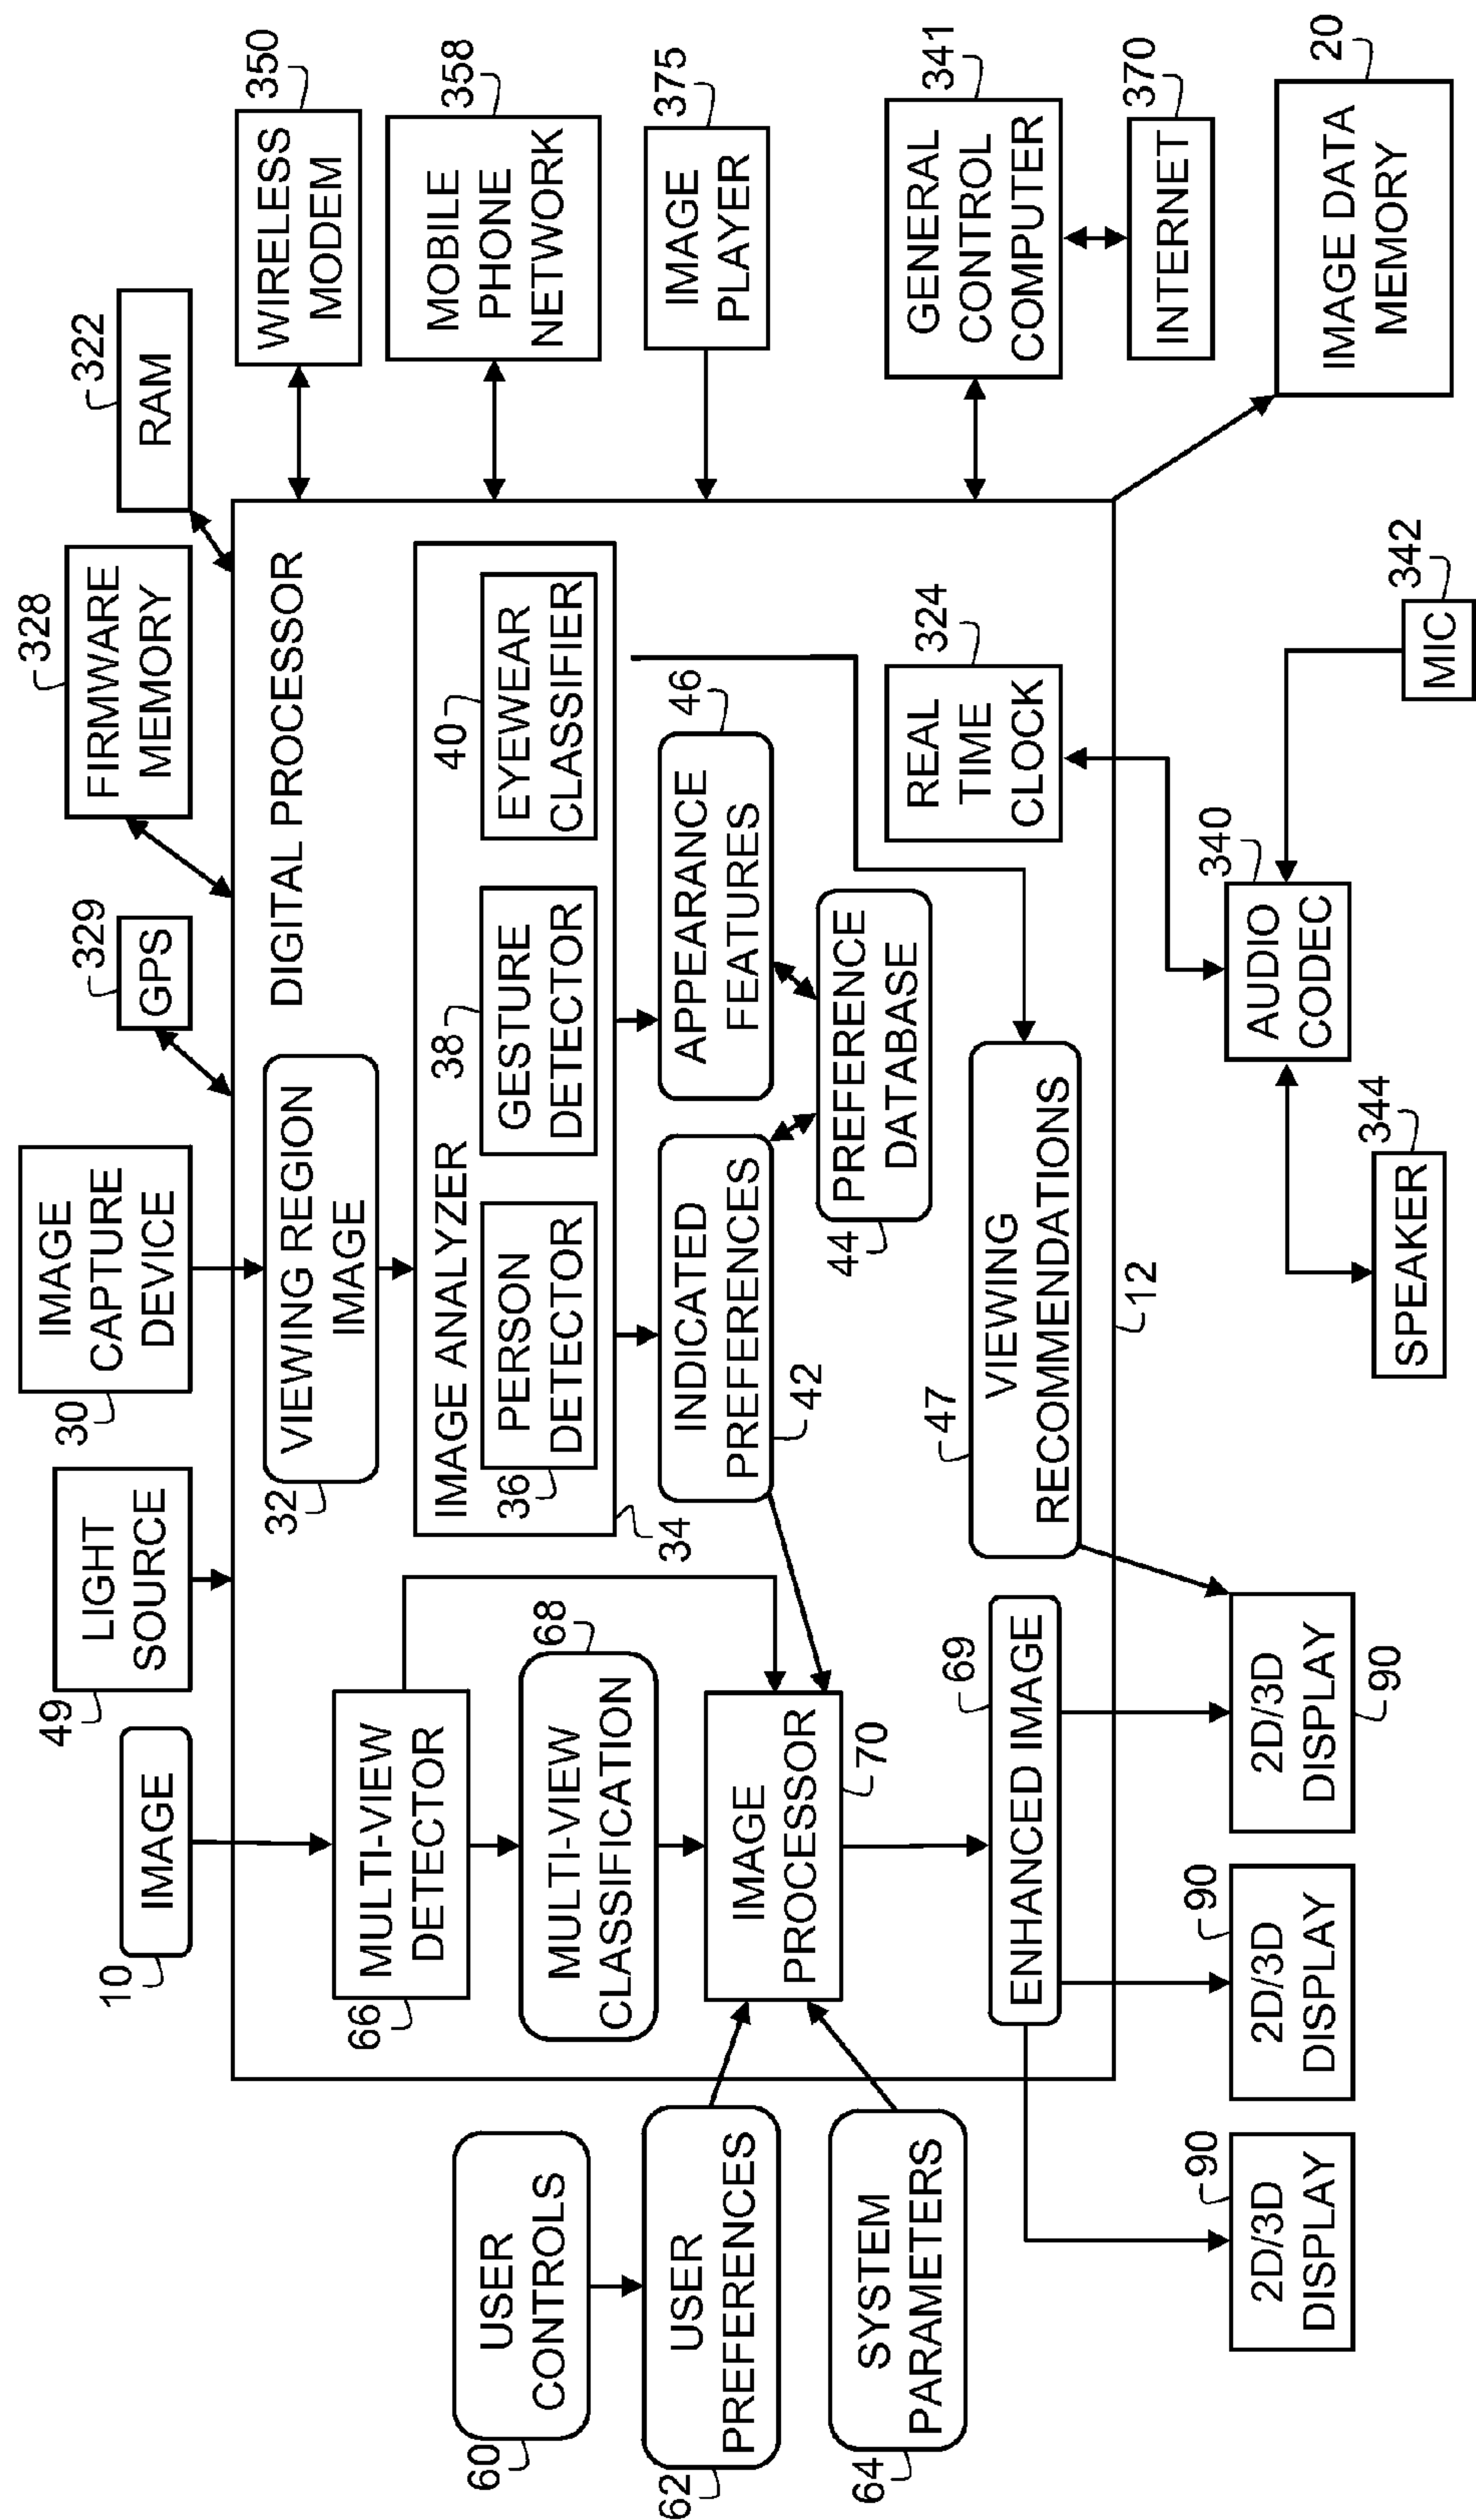 10
IMAGE
49
LIGHT
SOURCE
30
IMAGE
CAPTURE
DEVICE
329
GPS
328
FIRMWARE
MEMORY
322
RAM
350
WIRELESS
MODEM
358
MOBILE
PHONE
NETWORK
375
IMAGE
PLAYER
341
GENERAL
CONTROL
COMPUTER
370
INTERNET
20
IMAGE DATA
MEMORY
DIGITAL PROCESSOR
32
VIEWING REGION
IMAGE
66
MULTI-VIEW
DETECTOR
68
MULTI-VIEW
CLASSIFICATION
IMAGE
PROCESSOR
70
69
ENHANCED IMAGE
IMAGE ANALYZER
34
36
PERSON
DETECTOR
38
GESTURE
DETECTOR
40
EYEWEAR
CLASSIFIER
INDICATED
PREFERENCES
42
APPEARANCE
FEATURES
46
PREFERENCE
DATABASE
44
REAL
TIME
CLOCK
324
47
VIEWING
RECOMMENDATIONS
12
60
USER
CONTROLS
62
USER
PREFERENCES
64
SYSTEM
PARAMETERS
90
2D/3D
DISPLAY
90
2D/3D
DISPLAY
2D/3D
DISPLAY
90
340
AUDIO
CODEC
344
SPEAKER
342
MIC